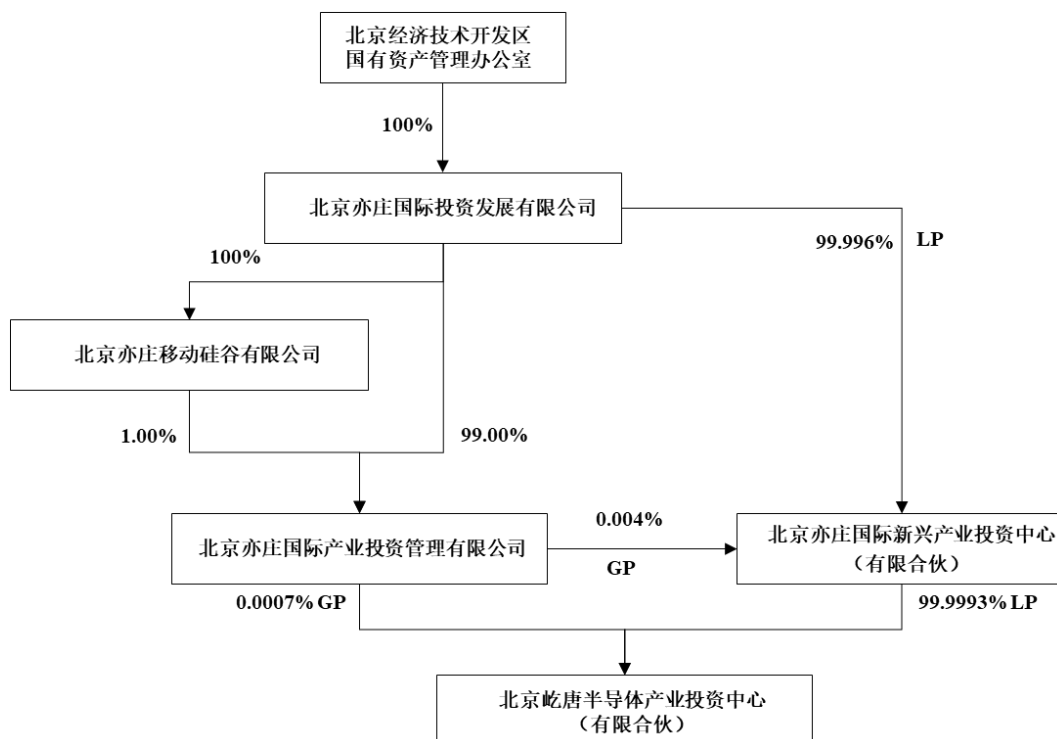 北京经济技术开发区
国有资产管理办公室
100%
北京亦庄国际投资发展有限公司
99.996%
LP
100%
北京亦庄移动硅谷有限公司
1.00%
99.00%
北京亦庄国际产业投资管理有限公司
0.004%
GP
北京亦庄国际新兴产业投资中心
（有限合伙）
0.0007% GP
99.9993% LP
北京屹唐半导体产业投资中心
（有限合伙）